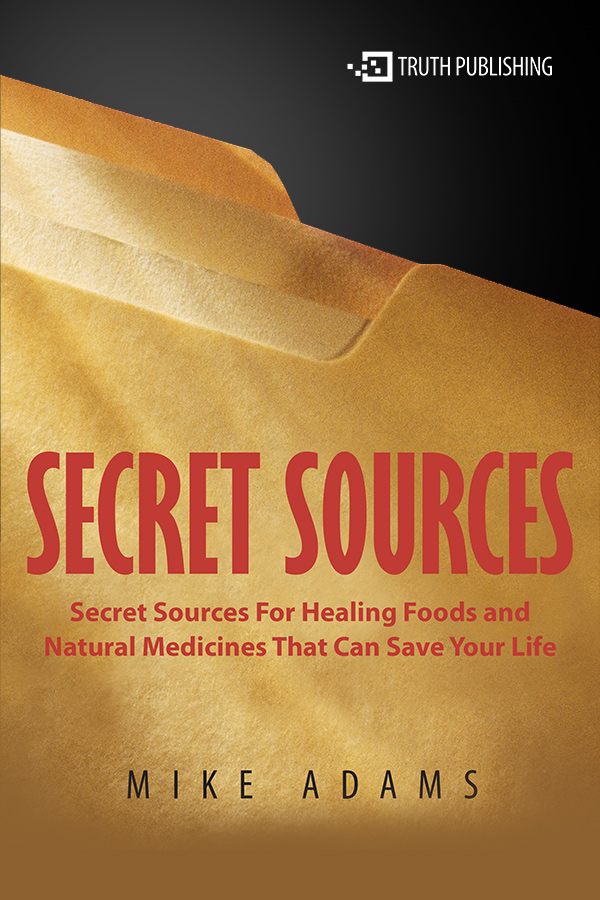 TRUTH PUBLISHING
SECRET SOURCES
Secret Sources For Healing Foods and
Natural Medicines That Can Save Your Life
MIKE ADAMS